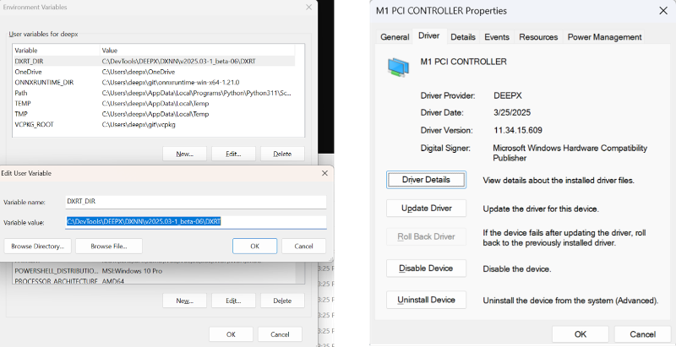 Environment Variables
User variables for deepx
Variable Value
DXRT_DIR C:\DevTools\DEEPX\DXNN\v2025.03-1_beta-06\DXRT
OneDrive C:\Users\deepx\OneDrive
ONNXRUNTIME_DIR C:\Users\deepx\git\onnxruntime-win-x64-1.21.0
Path C:\Users\deepx\AppData\Local\Programs\Python\Python311\Sc...
TEMP C:\Users\deepx\AppData\Local\Temp
TMP C:\Users\deepx\AppData\Local\Temp
VCPKG_ROOT C:\Users\deepx\git\vcpkg
New... Edit... Delete
Edit User Variable
Variable name: DXRT_DIR
Variable value: C:\DevTools\DEEPX\DXNN\v2025.03-1_beta-06\DXRT
Browse Directory... Browse File... OK Cancel
POWERSHELL_DISTRIBUTIO... MSI:Windows 10 Pro
PROCESSOR_ARCHITECTURE AMD64
New... Edit... Delete
OK Cancel
M1 PCI CONTROLLER Properties
General Driver Details Events Resources Power Management
M1 PCI CONTROLLER
Driver Provider: DEEPX
Driver Date: 3/25/2025
Driver Version: 11.34.15.609
Digital Signer: Microsoft Windows Hardware Compatibility
Publisher
Driver Details View details about the installed driver files.
Update Driver Update the driver for this device.
Roll Back Driver If the device fails after updating the driver, roll
back to the previously installed driver.
Disable Device Disable the device.
Uninstall Device Uninstall the device from the system (Advanced).
OK Cancel